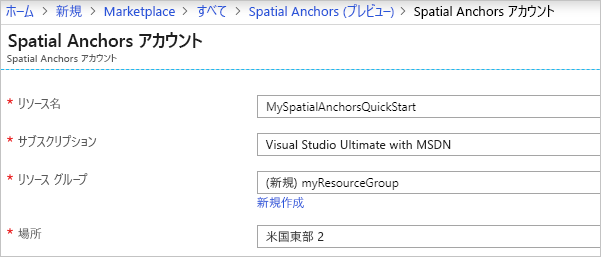 ホーム > 新規 > Marketplace > すべて > Spatial Anchors (プレビュー) > Spatial Anchors アカウント
Spatial Anchors アカウント
Spatial Anchors アカウント
* リソース名 MySpatialAnchorsQuickStart
* サブスクリプション Visual Studio Ultimate with MSDN
* リソース グループ (新規) myResourceGroup
新規作成
* 場所 米国東部 2